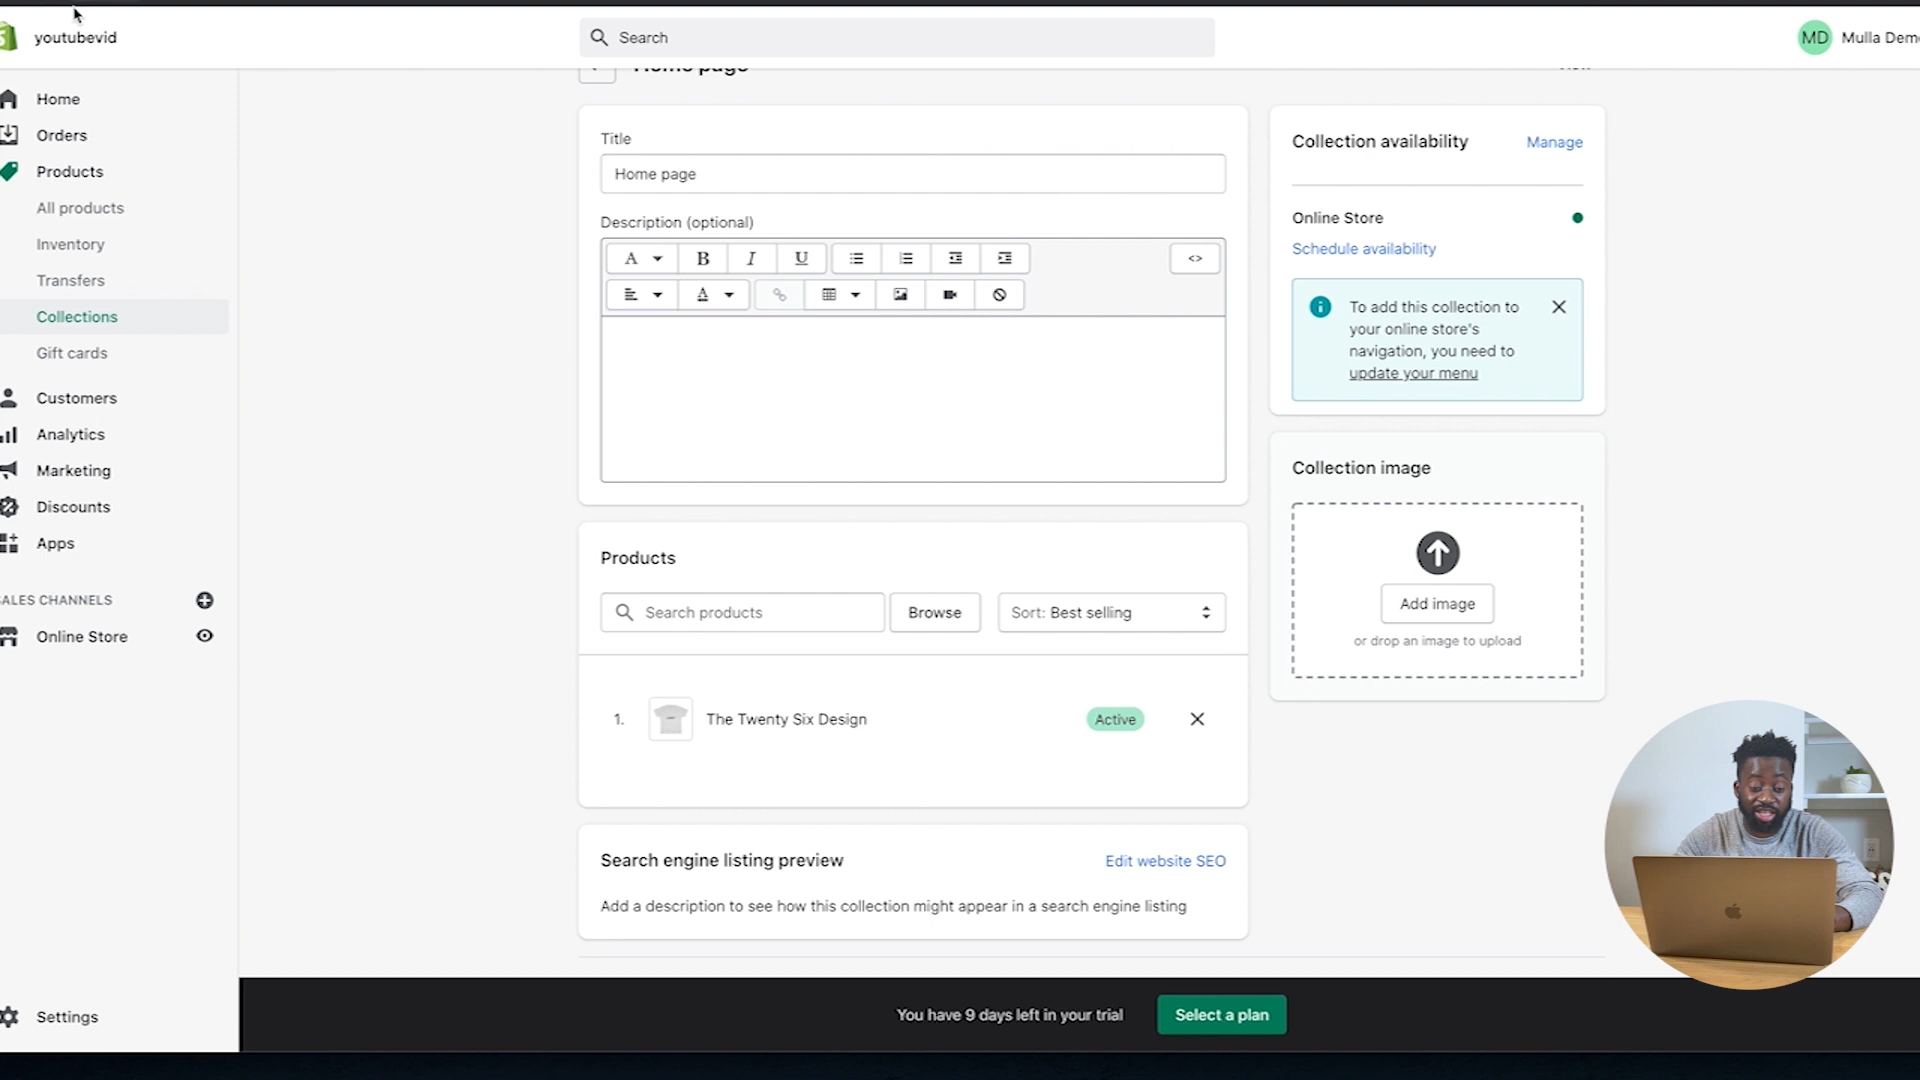 youtubevid
Search
MD
Mulla Dem
Home
Orders
Products
All products
Inventory
Transfers
Collections
Gift cards
Customers
Analytics
Marketing
Discounts
Apps
SALES CHANNELS
Online Store
Settings
Home page
Title
Home page
Description (optional)
A
B
I
U
<>
A
Products
Search products
Browse
Sort: Best selling
1.
The Twenty Six Design
Active
Search engine listing preview
Edit website SEO
Add a description to see how this collection might appear in a search engine listing
Collection availability
Manage
Online Store
Schedule availability
To add this collection to
your online store's
navigation, you need to
update your menu
Collection image
Add image
or drop an image to upload
You have 9 days left in your trial
Select a plan